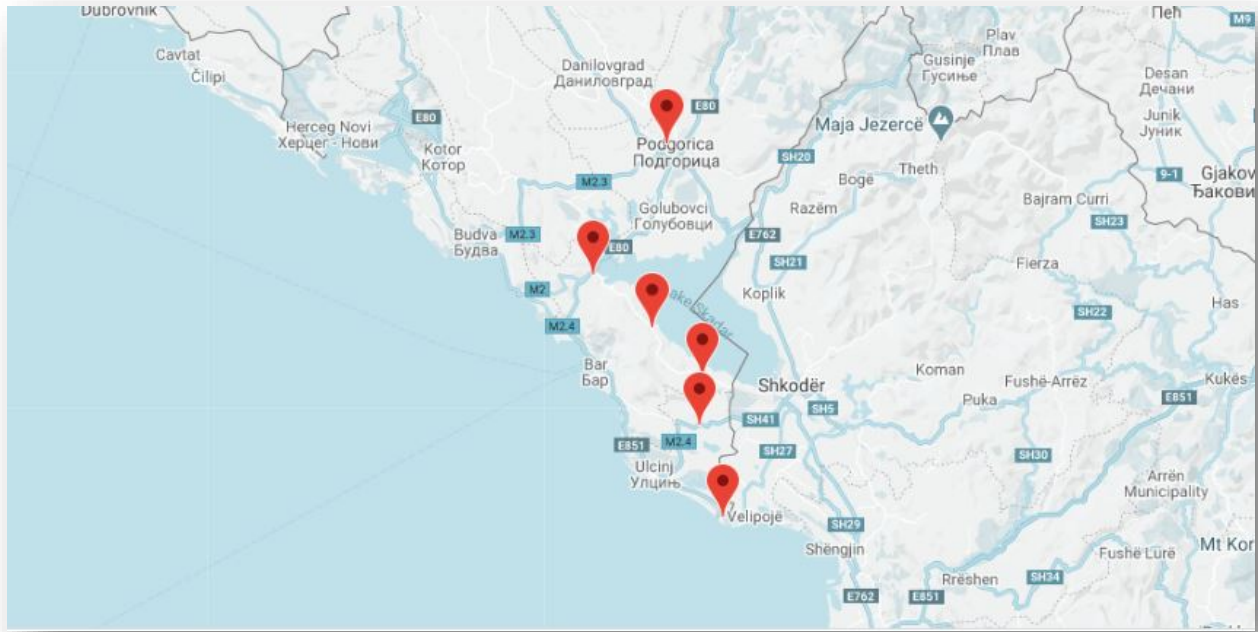 Dubrovnik
Cavtat
Čilipi
Пећ
M9
Plav
Плав
Gusinje
Гусиње
Desan
Дечани
Danilovgrad
Даниловград
E80
E80
Herceg Novi
Херцег - Нови
Kotor
Котор
Podgorica
Подгорица
Maja Jezercë
Junik
Јуник
SH20
Theth
Bogë
9-1
Gjakov
Ђакови
M2.3
Razëm
Bajram Curri
Golubovci
Голубовци
SH23
Budva
Будва
M2.3
E80
E762
SH21
Fierza
M2
Koplik
Lake Skadar
Has
SH22
M2.4
Bar
Бар
Shkodër
Koman
Fushë-Arrëz
Kukës
Puka
E851
SH5
SH41
E851
M2.4
SH27
SH30
Ulcinj
Улцињ
Arrën
Municipality
Velipojë
SH29
Shëngjin
Fushë Lurë
Mt Kor
Rrëshen
SH34
E762
E851